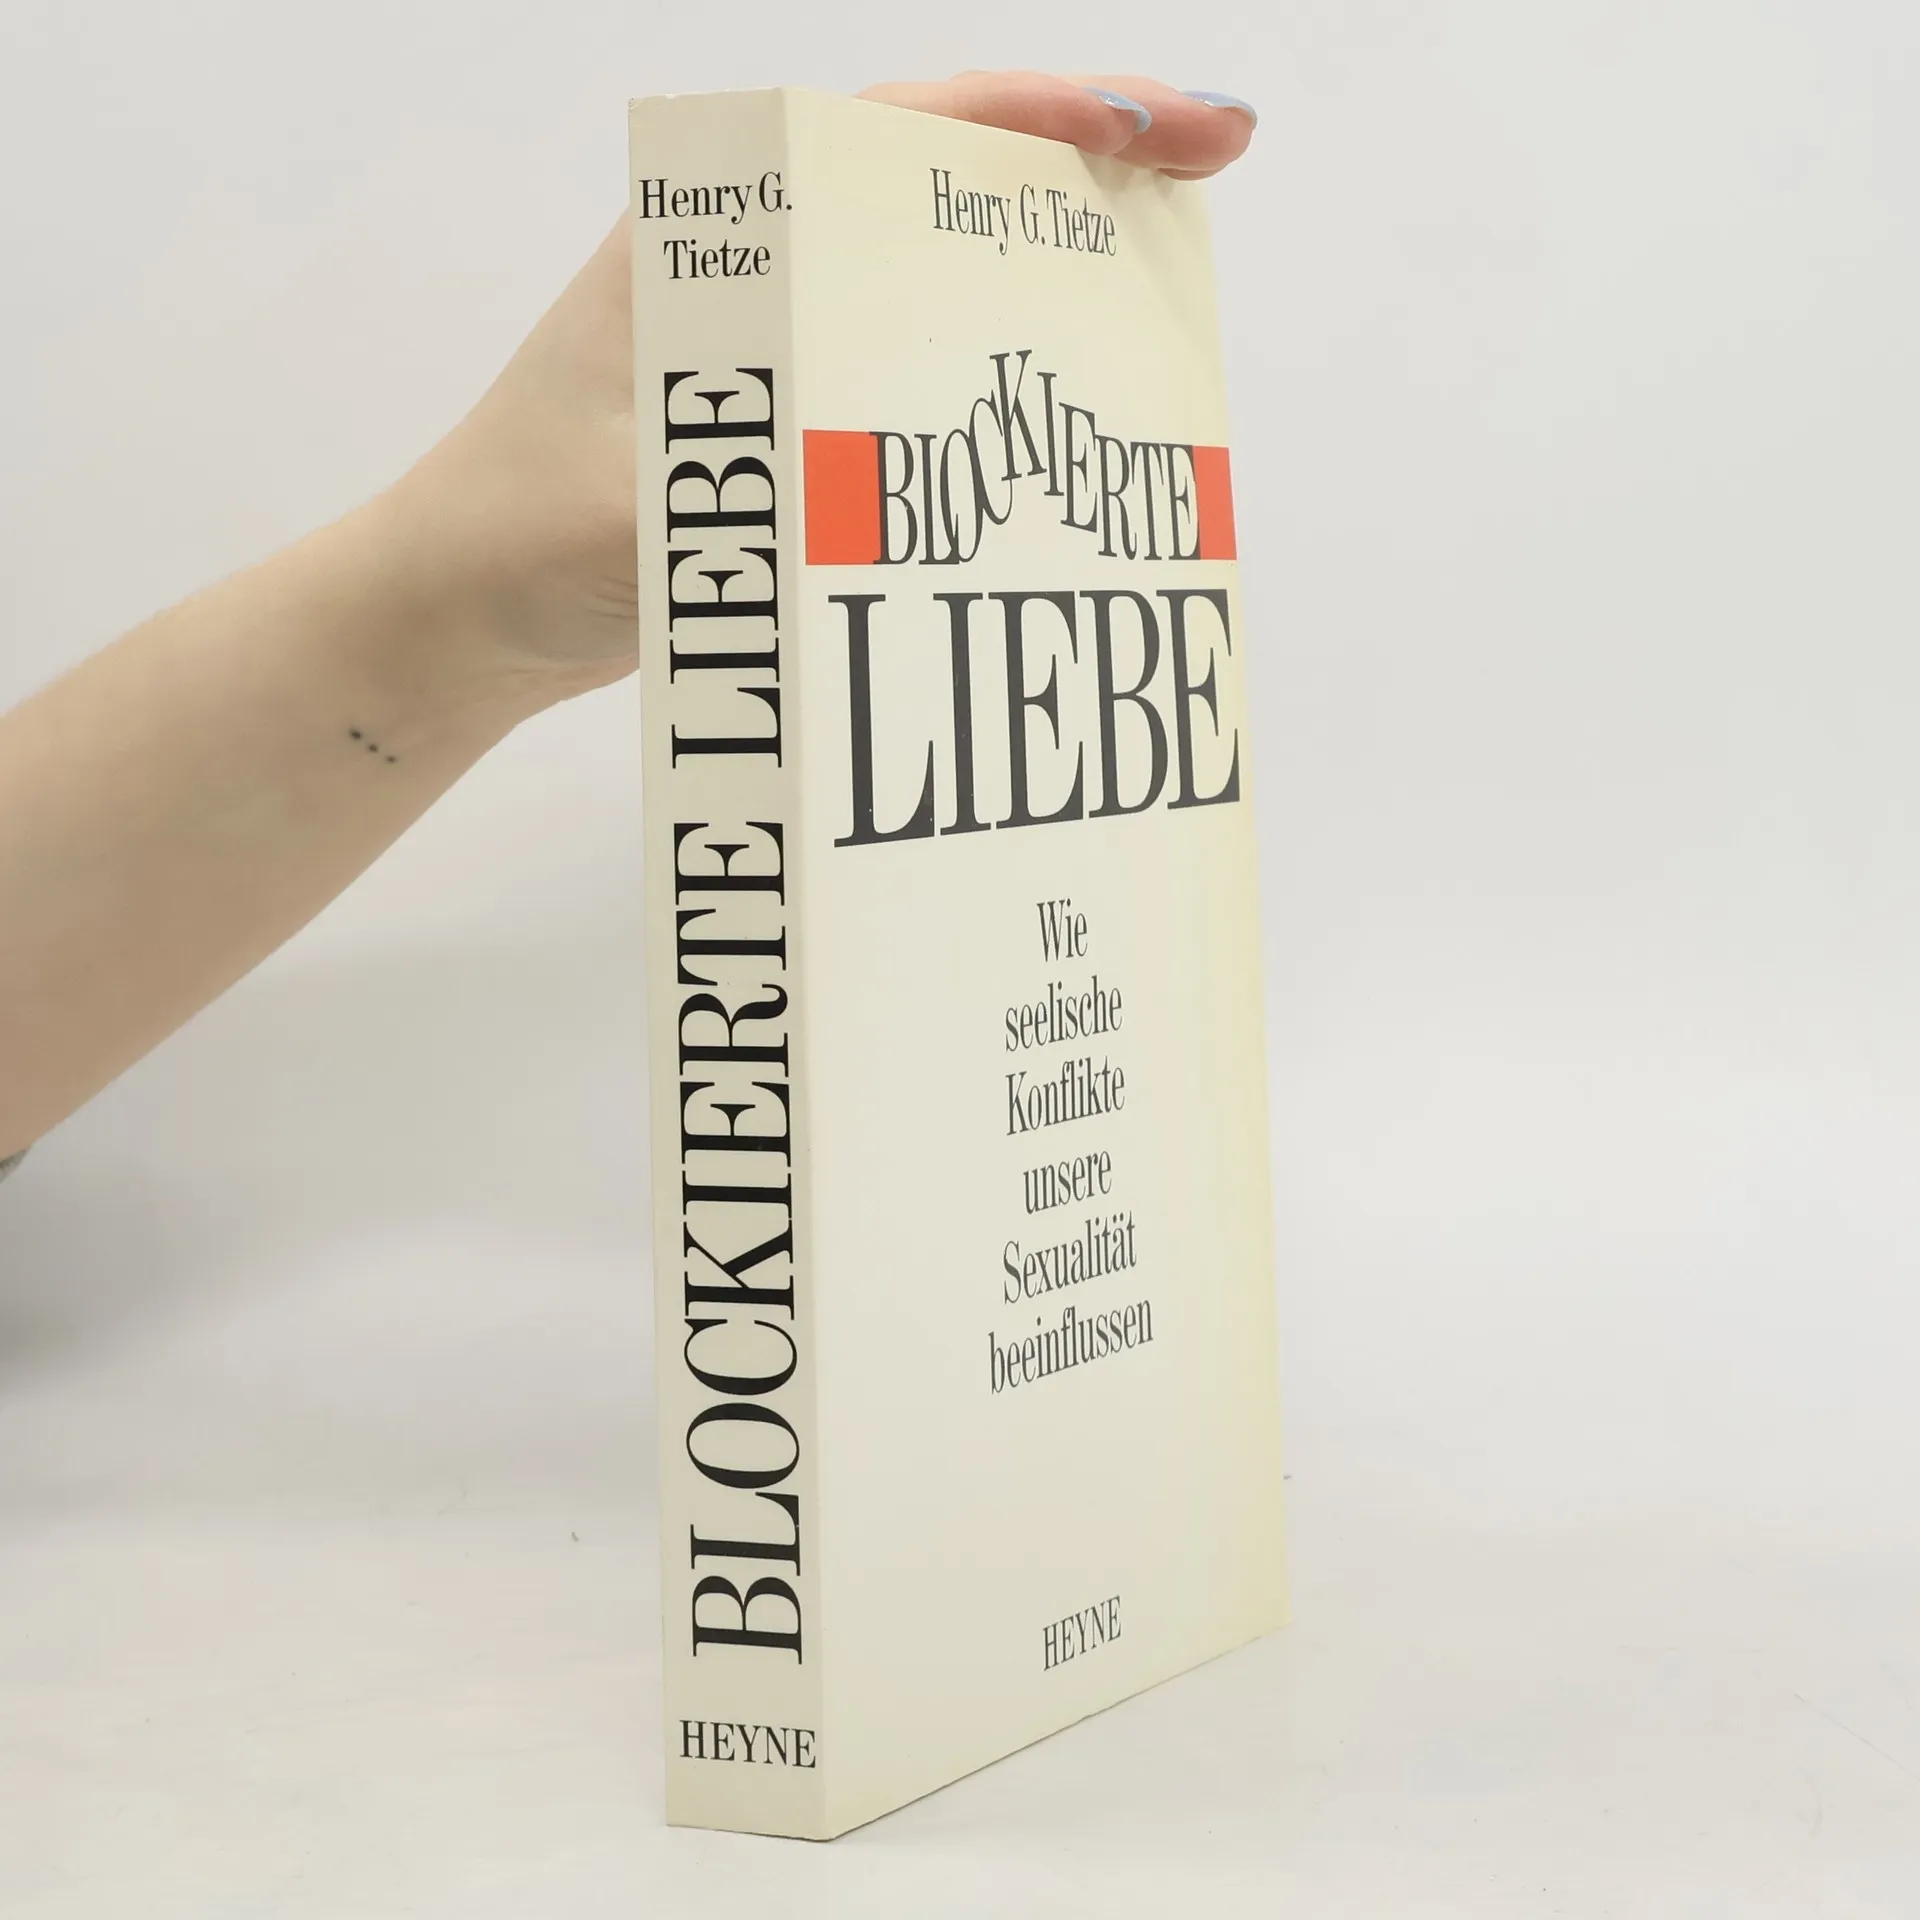 Henry G.
Tietze
BLOCKIERTE LIEBE
HEYNE
Henry G. Tietze
BLOCKIERTE
LIEBE
Wie
seelische
Konflikte
unsere
Sexualität
beeinflussen
HEYNE